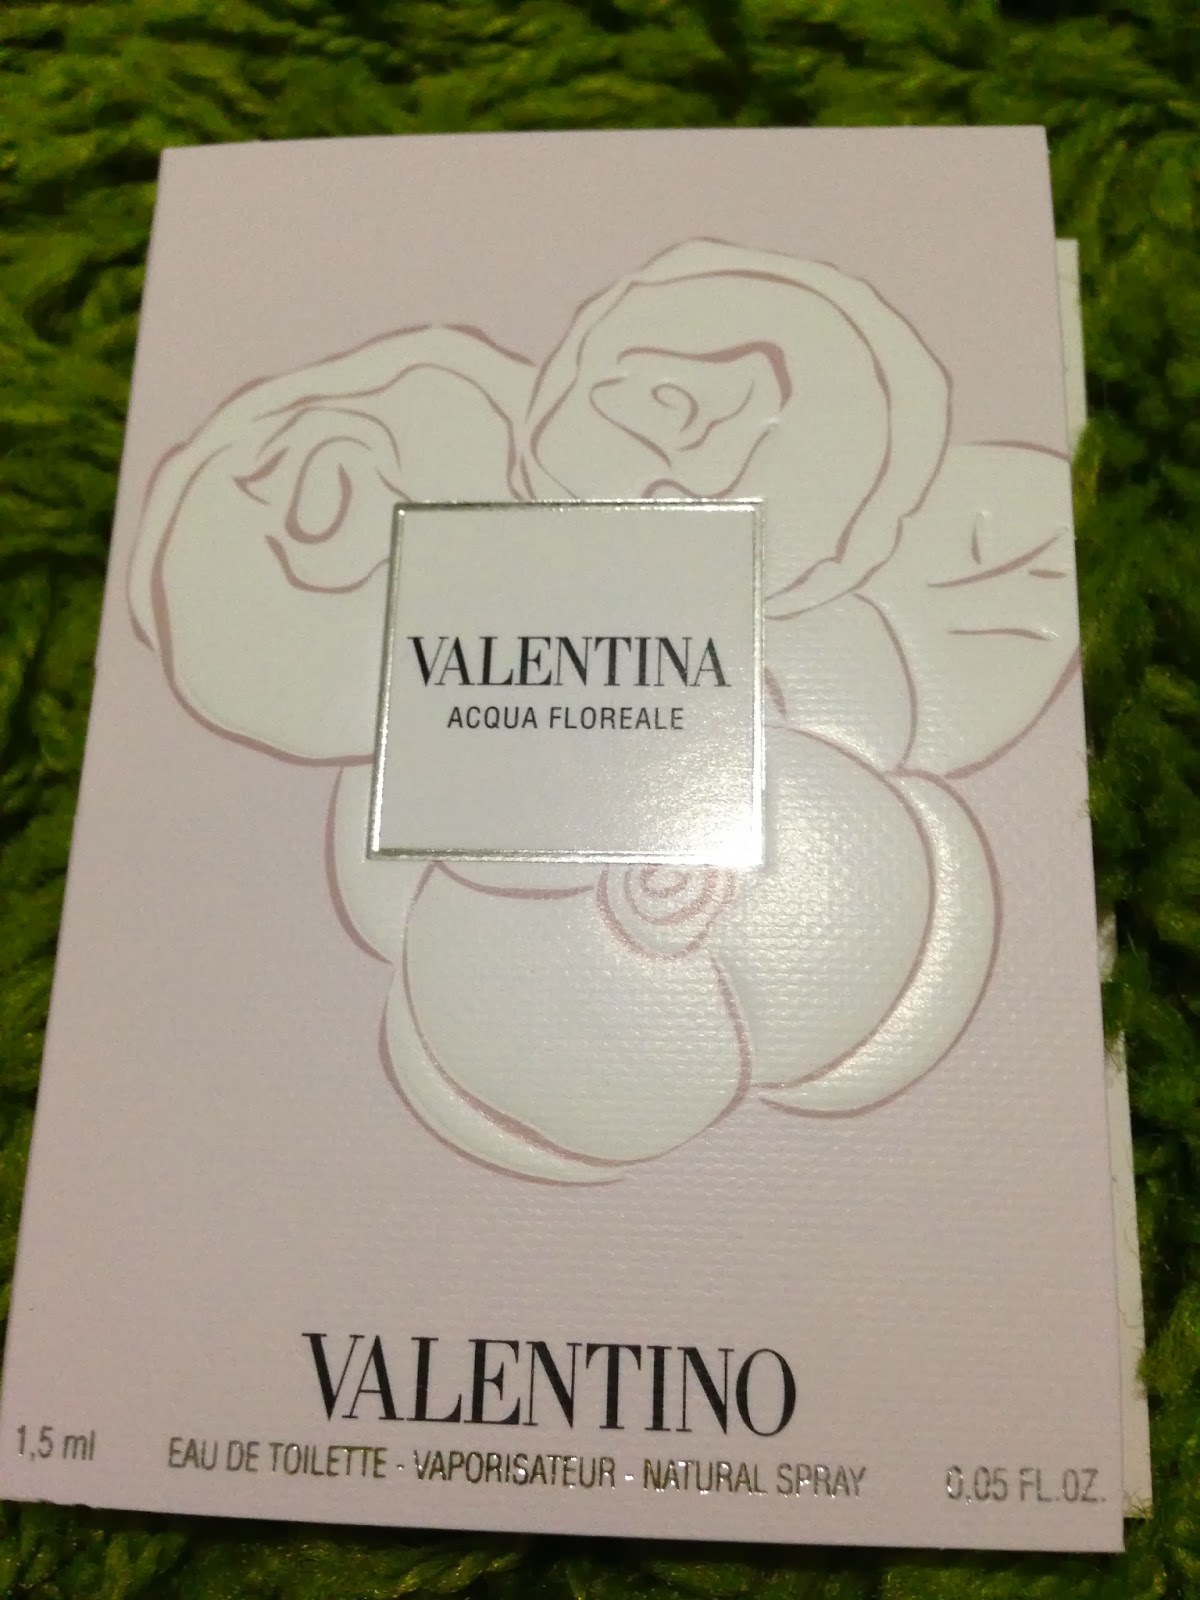 VALENTINA
ACQUA FLOREALE
VALENTINO
1,5 ml EAU DE TOILETTE - VAPORISATEUR - NATURAL SPRAY 0,05 FL.OZ.